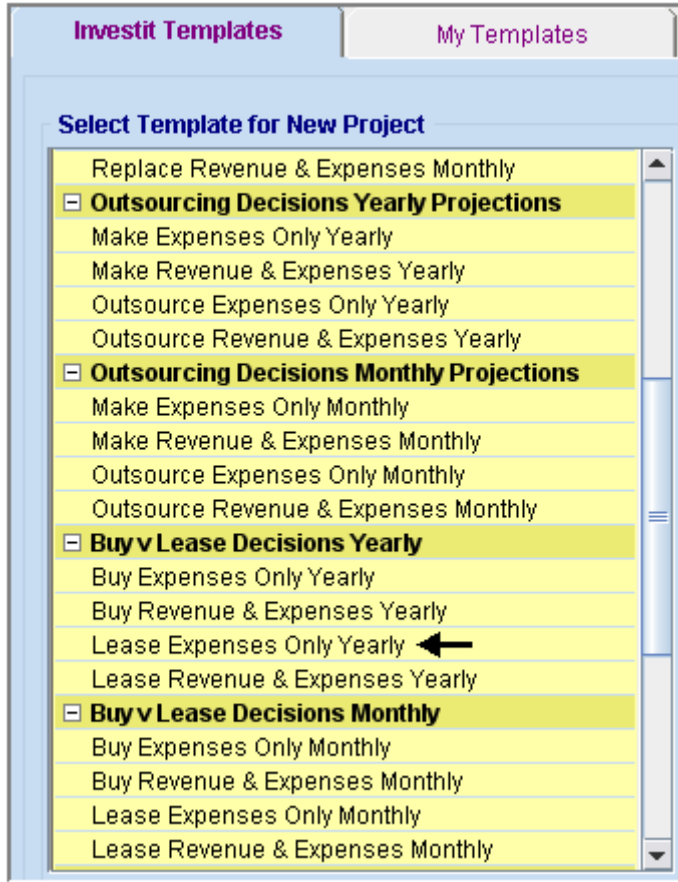 Investit Templates
My Templates
Select Template for New Project
Replace Revenue & Expenses Monthly
Outsourcing Decisions Yearly Projections
Make Expenses Only Yearly
Make Revenue & Expenses Yearly
Outsource Expenses Only Yearly
Outsource Revenue & Expenses Yearly
Outsourcing Decisions Monthly Projections
Make Expenses Only Monthly
Make Revenue & Expenses Monthly
Outsource Expenses Only Monthly
Outsource Revenue & Expenses Monthly
Buy v Lease Decisions Yearly
Buy Expenses Only Yearly
Buy Revenue & Expenses Yearly
Lease Expenses Only Yearly
Lease Revenue & Expenses Yearly
Buy v Lease Decisions Monthly
Buy Expenses Only Monthly
Buy Revenue & Expenses Monthly
Lease Expenses Only Monthly
Lease Revenue & Expenses Monthly